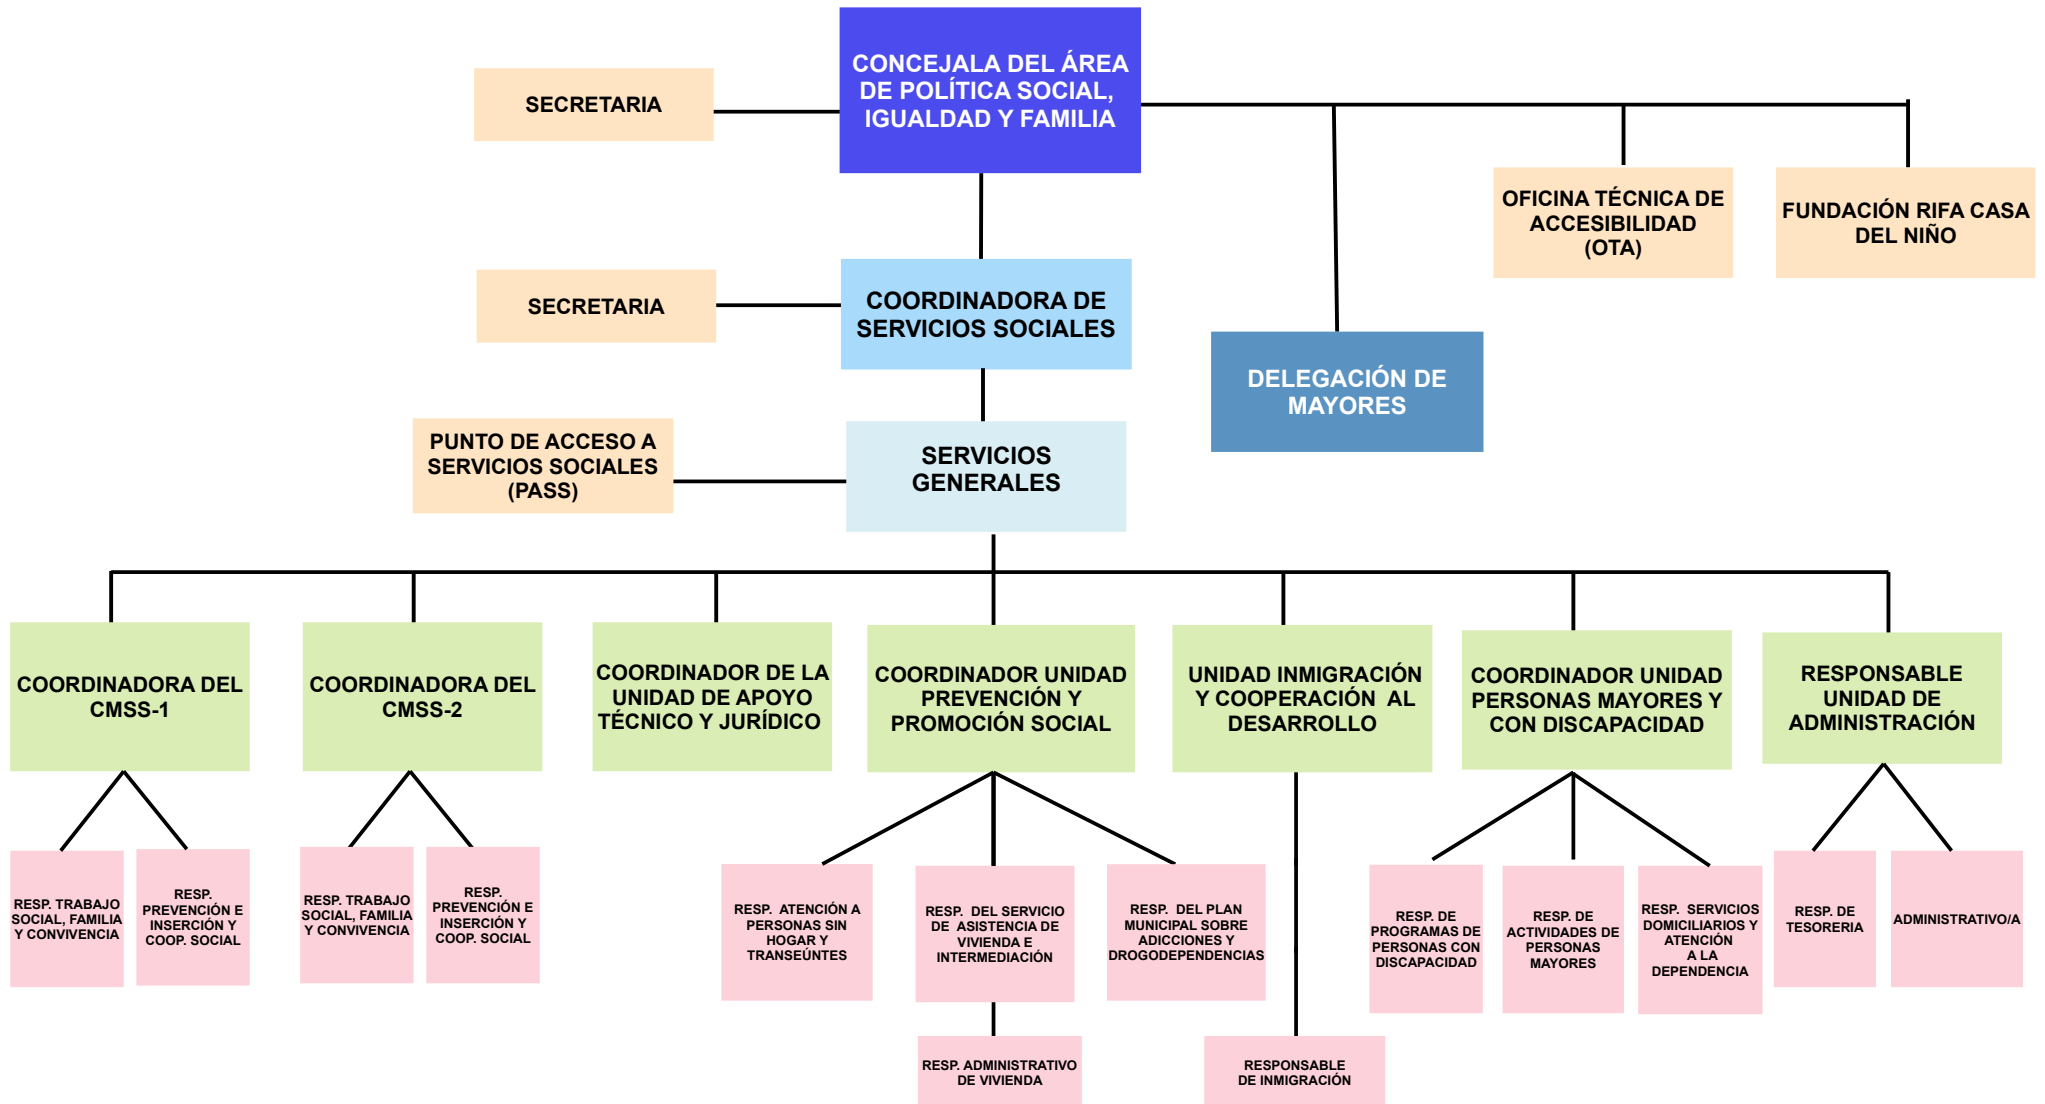 CONCEJALA DEL ÁREA
DE POLÍTICA SOCIAL,
IGUALDAD Y FAMILIA
SECRETARIA
OFICINA TÉCNICA DE
ACCESIBILIDAD
(OTA)
FUNDACIÓN RIFA CASA
DEL NIÑO
SECRETARIA
COORDINADORA DE
SERVICIOS SOCIALES
DELEGACIÓN DE
MAYORES
PUNTO DE ACCESO A
SERVICIOS SOCIALES
(PASS)
SERVICIOS
GENERALES
COORDINADORA DEL
CMSS-1
COORDINADORA DEL
CMSS-2
COORDINADOR DE LA
UNIDAD DE APOYO
TÉCNICO Y JURÍDICO
COORDINADOR UNIDAD
PREVENCIÓN Y
PROMOCIÓN SOCIAL
UNIDAD INMIGRACIÓN
Y COOPERACIÓN AL
DESARROLLO
COORDINADOR UNIDAD
PERSONAS MAYORES Y
CON DISCAPACIDAD
RESPONSABLE
UNIDAD DE
ADMINISTRACIÓN
RESP. TRABAJO
SOCIAL, FAMILIA
Y CONVIVENCIA
RESP.
PREVENCIÓN E
INSERCIÓN Y
COOP. SOCIAL
RESP. TRABAJO
SOCIAL, FAMILIA
Y CONVIVENCIA
RESP.
PREVENCIÓN E
INSERCIÓN Y
COOP. SOCIAL
RESP. ATENCIÓN A
PERSONAS SIN
HOGAR Y
TRANSEÚNTES
RESP. DEL SERVICIO
DE ASISTENCIA DE
VIVIENDA E
INTERMEDIACIÓN
RESP. DEL PLAN
MUNICIPAL SOBRE
ADICCIONES Y
DROGODEPENDENCIAS
RESP. DE
PROGRAMAS DE
PERSONAS CON
DISCAPACIDAD
RESP. DE
ACTIVIDADES DE
PERSONAS
MAYORES
RESP. SERVICIOS
DOMICILIARIOS Y
ATENCIÓN
A LA
DEPENDENCIA
RESP. DE
TESORERIA
ADMINISTRATIVO/A
RESP. ADMINISTRATIVO
DE VIVIENDA
RESPONSABLE
DE INMIGRACIÓN